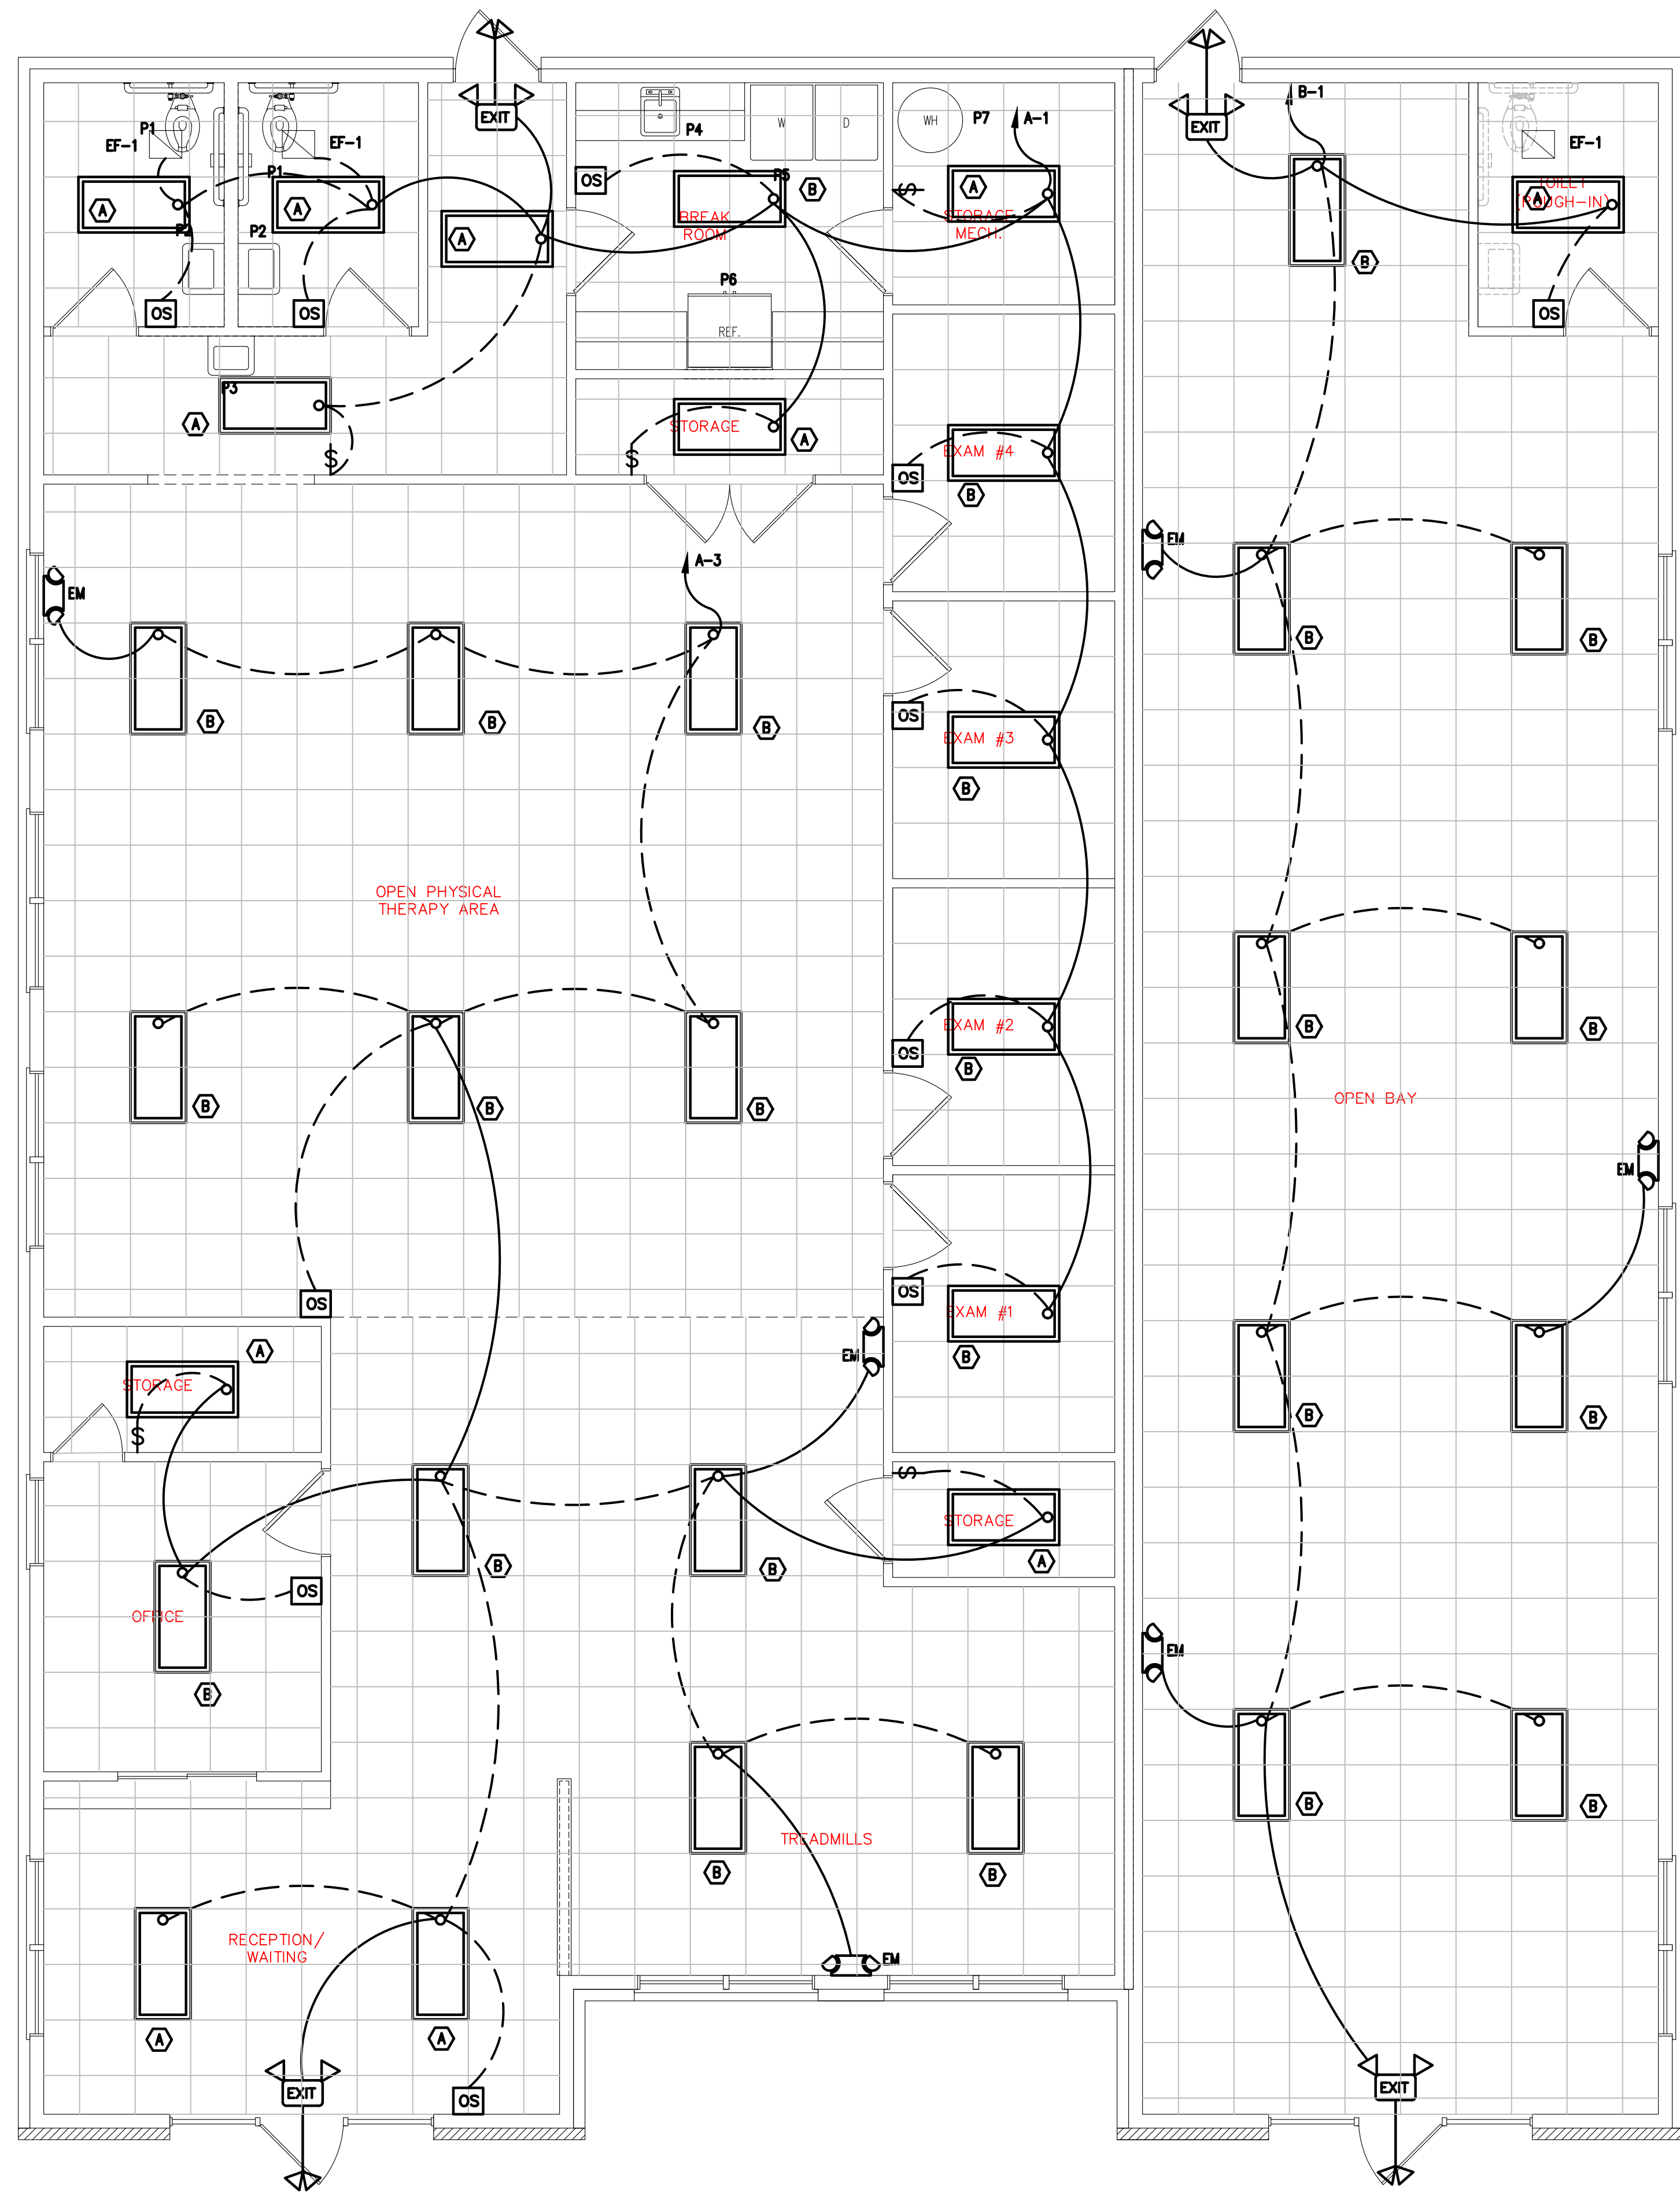 EXIT
EXIT
B-1
P1
EF-1
EF-1
P4
W
D
WH
P7
A-1
EF-1
P1
P5
A
A
OS
B
A
TOILET
(ROUGH-IN)
A
BREAK
ROOM
STORAGE
MECH.
P2
P2
A
B
P6
OS
OS
REF.
OS
P3
A
$
STORAGE
A
$
EXAM #4
OS
B
$
A-3
EM
EM
B
B
B
B
B
OS
EXAM #3
B
OPEN PHYSICAL
THERAPY AREA
EXAM #2
OS
B
B
B
B
B
B
OPEN BAY
EM
OS
OS
EXAM #1
B
EM
A
STORAGE
$
B
B
$
STORAGE
A
B
B
OS
OFFICE
B
EM
TREADMILLS
B
B
B
B
RECEPTION/
WAITING
A
A
EM
EXIT
OS
EXIT